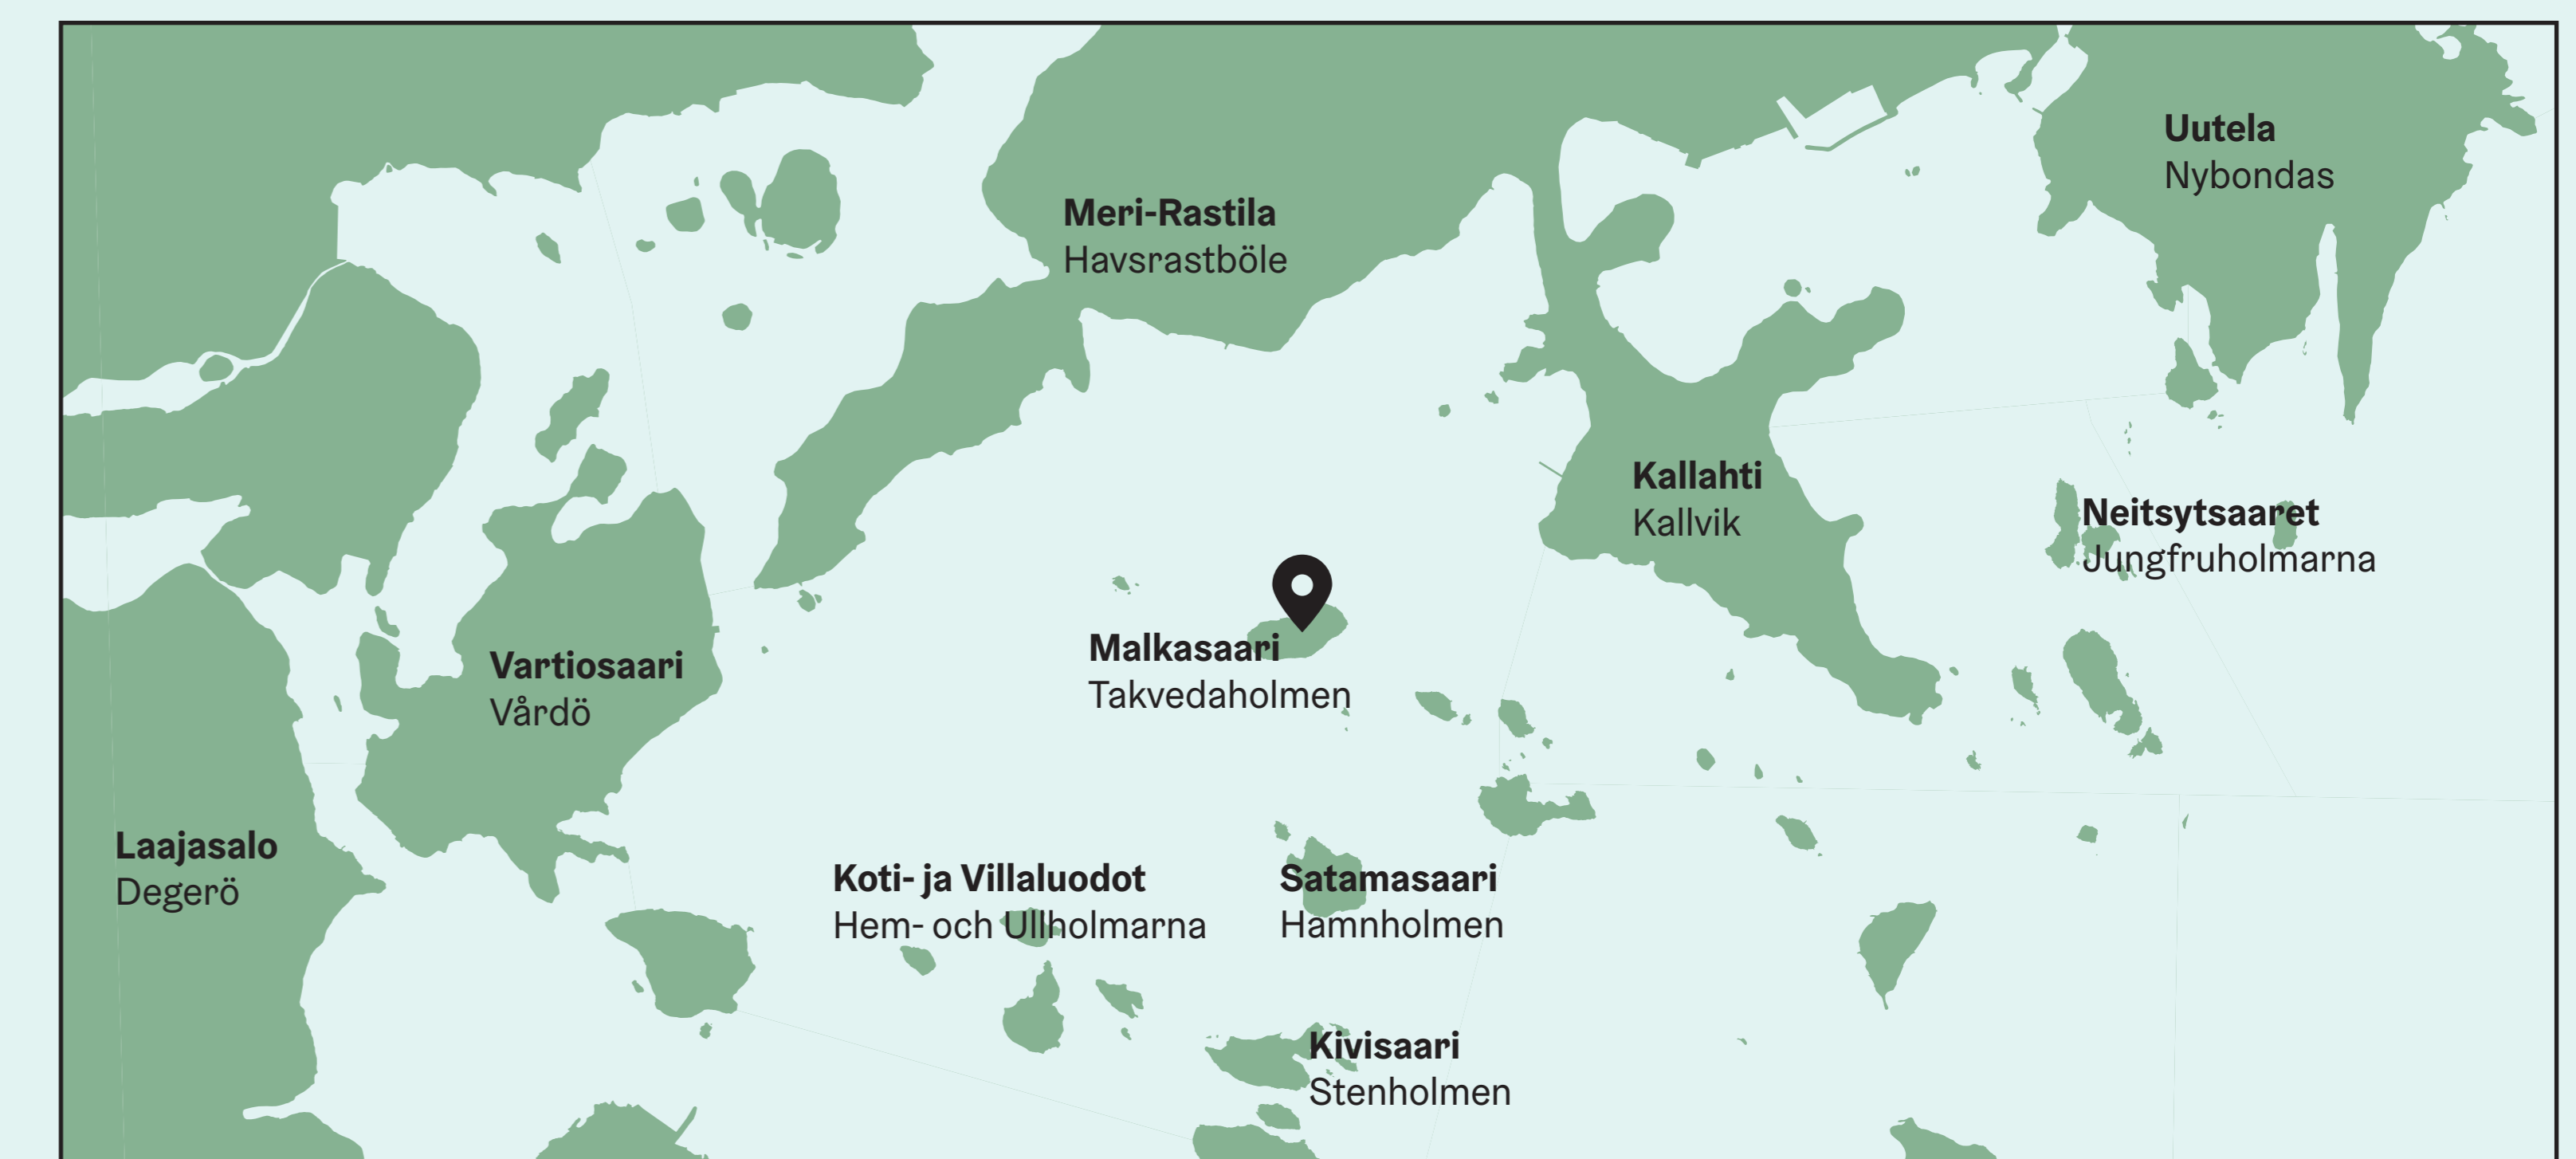 Uutela
Nybondas
Meri-Rastila
Havsrastböle
Kallahti
Kallvik
Neitsytsaaret
Jungfruholmarna
Malkasaari
Takvedaholmen
Vartiosaari
Vårdö
Laajasalo
Degerö
Koti- ja Villaluodot
Hem- och Ullholmarna
Satamasaari
Hamnholmen
Kivisaari
Stenholmen